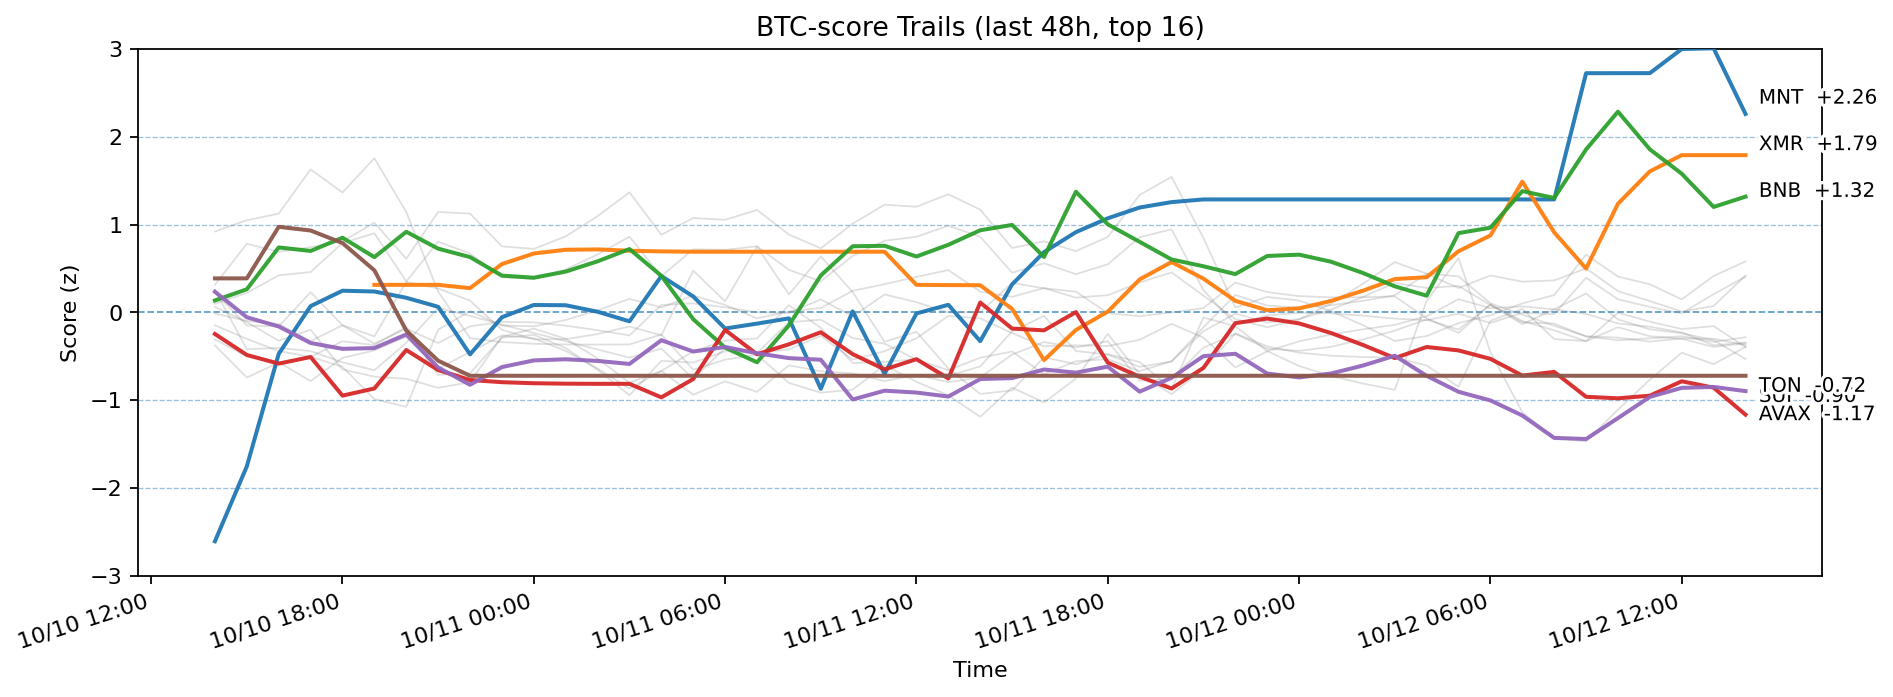 BTC-score Trails (last 48h, top 16)
Score (z)
3
2
1
0
−1
−2
−3
MNT +2.26
XMR +1.79
BNB +1.32
TON -0.72
SUI -0.90
AVAX -1.17
10/10 12:00
10/10 18:00
10/11 00:00
10/11 06:00
10/11 12:00
10/11 18:00
10/12 00:00
10/12 06:00
10/12 12:00
Time